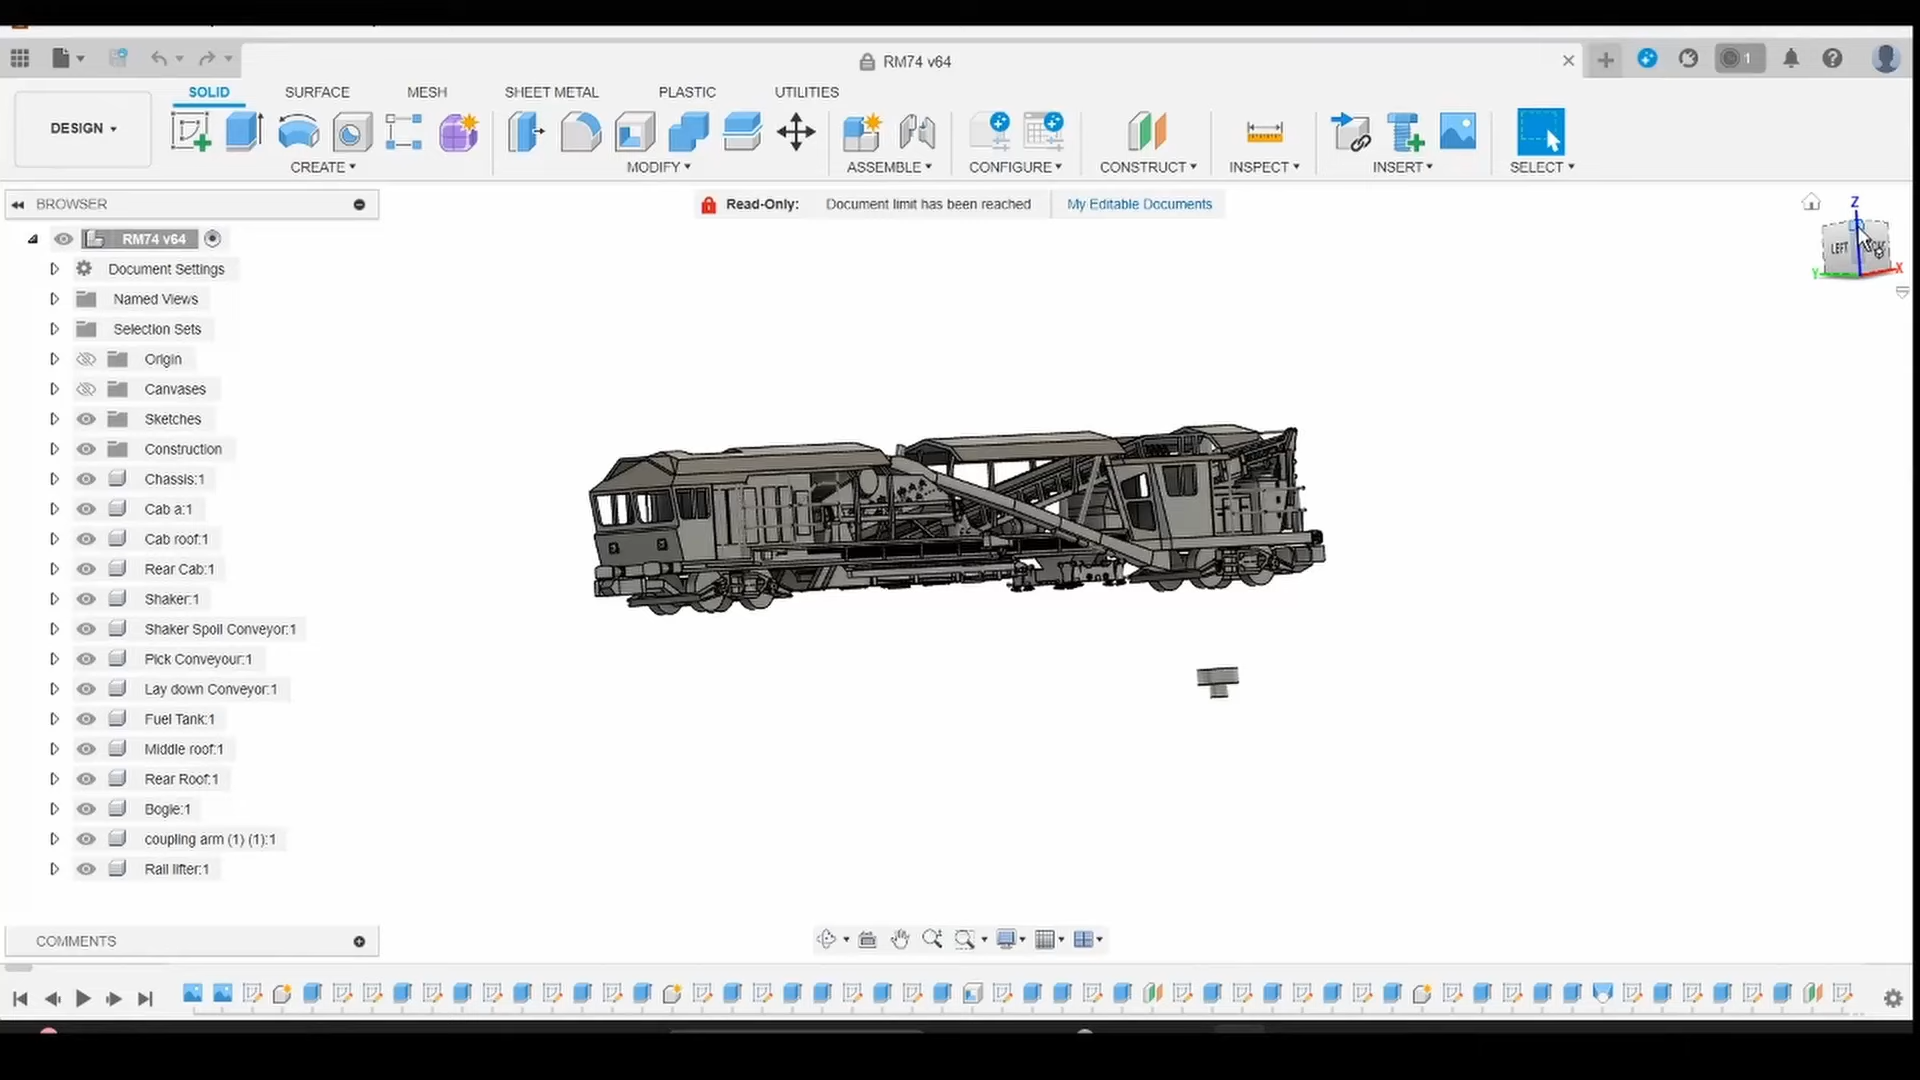 RM74 v64
1
DESIGN
SOLID
SURFACE
MESH
SHEET METAL
PLASTIC
UTILITIES
CREATE
MODIFY
ASSEMBLE
CONFIGURE
CONSTRUCT
INSPECT
INSERT
SELECT
BROWSER
Read-Only: Document limit has been reached My Editable Documents
Z
LEFT
Y
X
RM74 v64
Document Settings
Named Views
Selection Sets
Origin
Canvases
Sketches
Construction
Chassis:1
Cab a:1
Cab roof:1
Rear Cab:1
Shaker:1
Shaker Spoil Conveyor:1
Pick Conveyour:1
Lay down Conveyor:1
Fuel Tank:1
Middle roof:1
Rear Roof:1
Bogie:1
coupling arm (1) (1):1
Rail lifter:1
COMMENTS